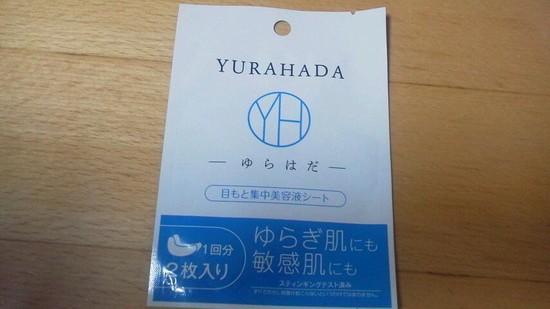 YURAHADA
YH
ゆらはだ
目もと集中美容液シート
1回分
2枚入り
ゆらぎ肌にも
敏感肌にも
スティンギングテスト済み